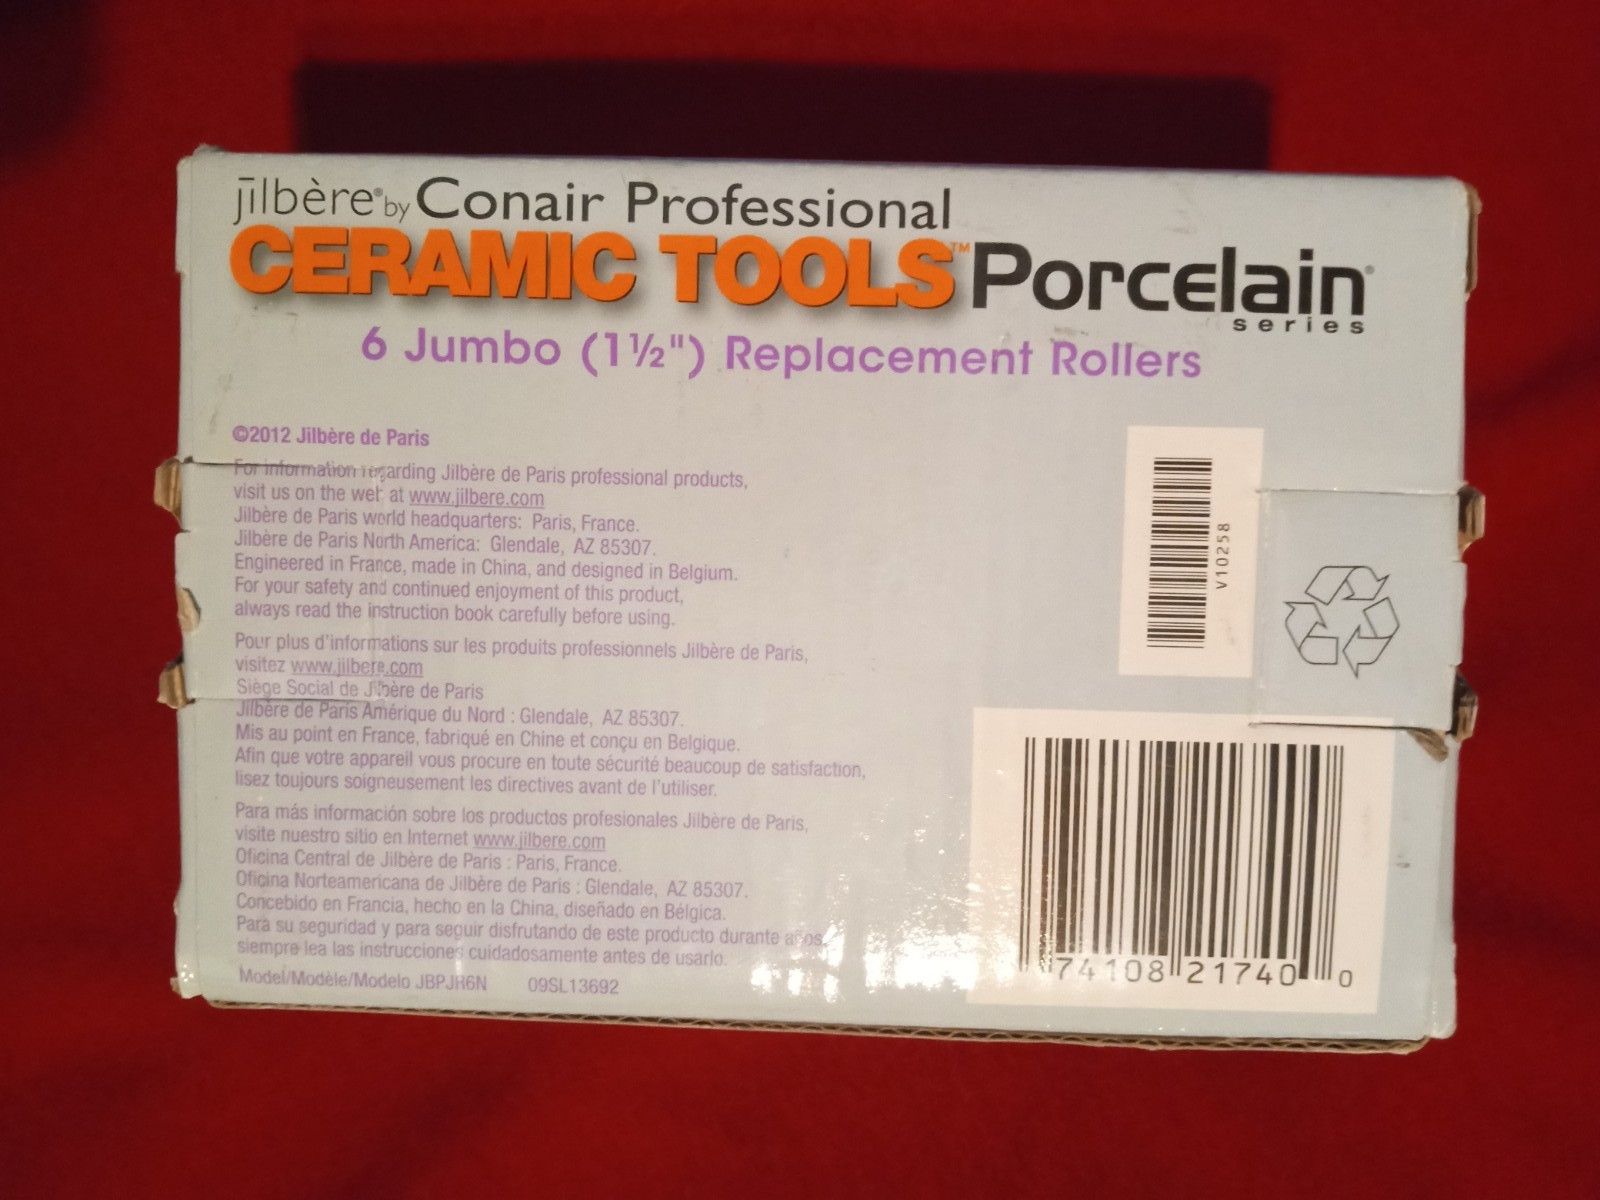 jīlbère® by Conair Professional
CERAMIC TOOLS™ Porcelain®
series
6 Jumbo (1½") Replacement Rollers
©2012 Jilbère de Paris
For information regarding Jilbère de Paris professional products,
visit us on the web at www.jilbere.com
Jilbère de Paris world headquarters: Paris, France.
Jilbère de Paris North America: Glendale, AZ 85307.
Engineered in France, made in China, and designed in Belgium.
For your safety and continued enjoyment of this product,
always read the instruction book carefully before using.
Pour plus d'informations sur les produits professionnels Jilbère de Paris,
visitez www.jilbere.com
Siège Social de Jilbère de Paris
Jilbère de Paris Amérique du Nord : Glendale, AZ 85307.
Mis au point en France, fabriqué en Chine et conçu en Belgique.
Afin que votre appareil vous procure en toute sécurité beaucoup de satisfaction,
lisez toujours soigneusement les directives avant de l'utiliser.
Para más información sobre los productos profesionales Jilbère de Paris,
visite nuestro sitio en Internet www.jilbere.com
Oficina Central de Jilbère de Paris : Paris, France.
Oficina Norteamericana de Jilbère de Paris : Glendale, AZ 85307.
Concebido en Francia, hecho en la China, diseñado en Bélgica.
Para su seguridad y para seguir disfrutando de este producto durante años,
siempre lea las instrucciones cuidadosamente antes de usarlo.
Model/Modèle/Modelo JBPJR6N 09SL13692
V10258
74108 21740 0